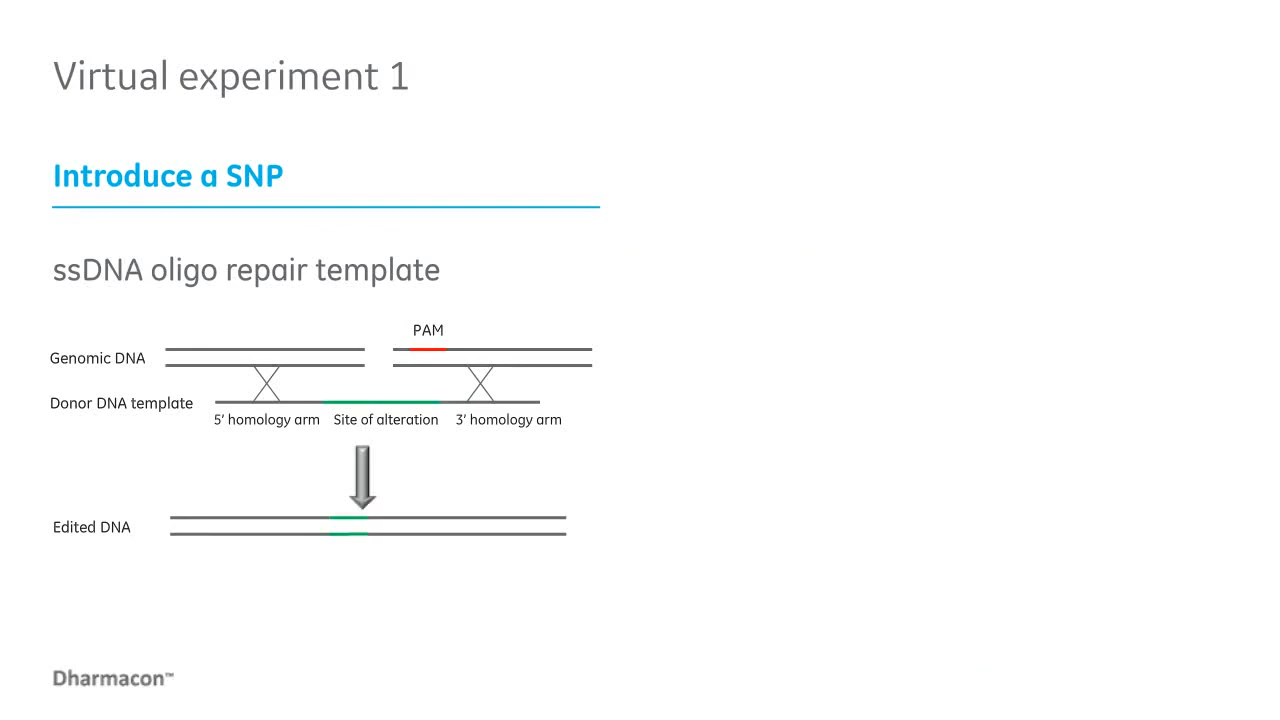 Virtual experiment 1
Introduce a SNP
ssDNA oligo repair template
PAM
Genomic DNA
Donor DNA template
5′ homology arm Site of alteration 3′ homology arm
Edited DNA
Dharmacon™